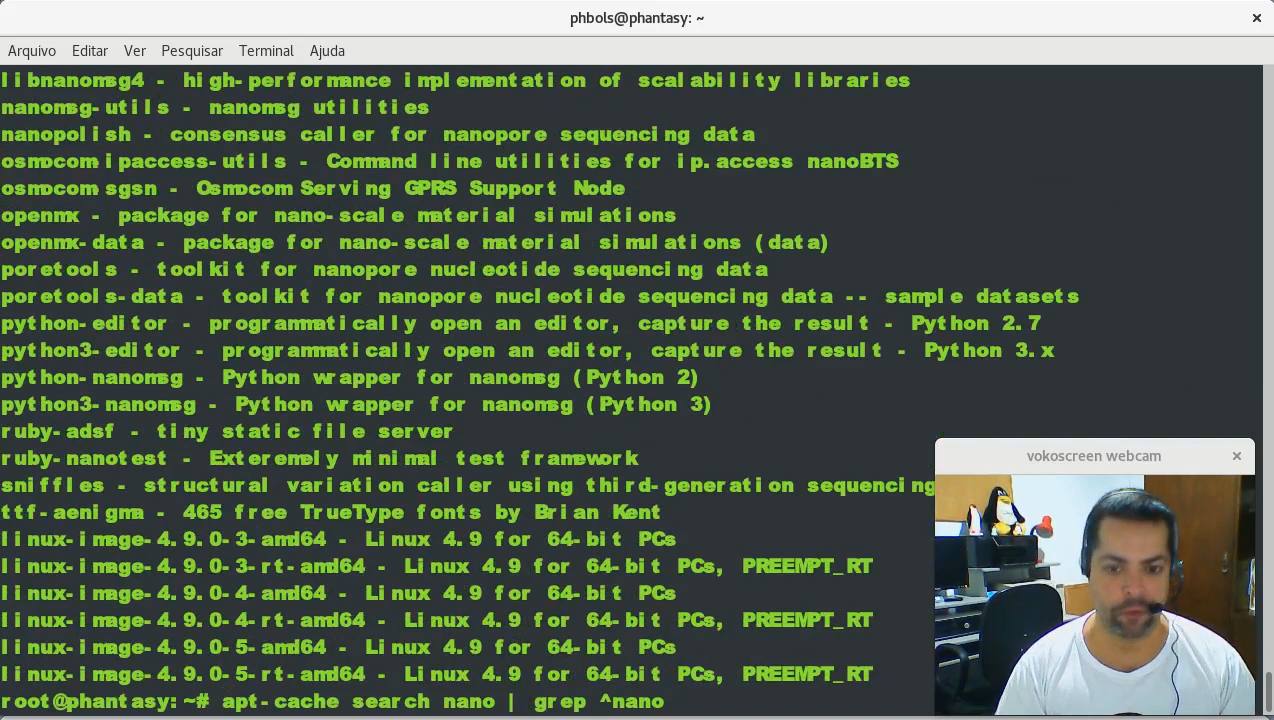 phbols@phantasy: ~
Arquivo Editar Ver Pesquisar Terminal Ajuda
libnanomsg4 - high-performance implementation of scalability libraries
nanomsg-utils - nanomsg utilities
nanopolish - consensus caller for nanopore sequencing data
osmocom-ipaccess-utils - Command line utilities for ip.access nanoBTS
osmocom-sgsn - Osmocom Serving GPRS Support Node
openmx - package for nano-scale material simulations
openmx-data - package for nano-scale material simulations (data)
poretools - toolkit for nanopore nucleotide sequencing data
poretools-data - toolkit for nanopore nucleotide sequencing data -- sample datasets
python-editor - programmatically open an editor, capture the result - Python 2.7
python3-editor - programmatically open an editor, capture the result - Python 3.x
python-nanomsg - Python wrapper for nanomsg (Python 2)
python3-nanomsg - Python wrapper for nanomsg (Python 3)
ruby-adsf - tiny static file server
ruby-nanotest - Exteremely minimal test framework
sniffles - structural variation caller using third-generation sequencing
ttf-aenigma - 465 free TrueType fonts by Brian Kent
linux-image-4.9.0-3-amd64 - Linux 4.9 for 64-bit PCs
linux-image-4.9.0-3-rt-amd64 - Linux 4.9 for 64-bit PCs, PREEMPT_RT
linux-image-4.9.0-4-amd64 - Linux 4.9 for 64-bit PCs
linux-image-4.9.0-4-rt-amd64 - Linux 4.9 for 64-bit PCs, PREEMPT_RT
linux-image-4.9.0-5-amd64 - Linux 4.9 for 64-bit PCs
linux-image-4.9.0-5-rt-amd64 - Linux 4.9 for 64-bit PCs, PREEMPT_RT
root@phantasy:~# apt-cache search nano | grep ^nano
vokoscreen webcam